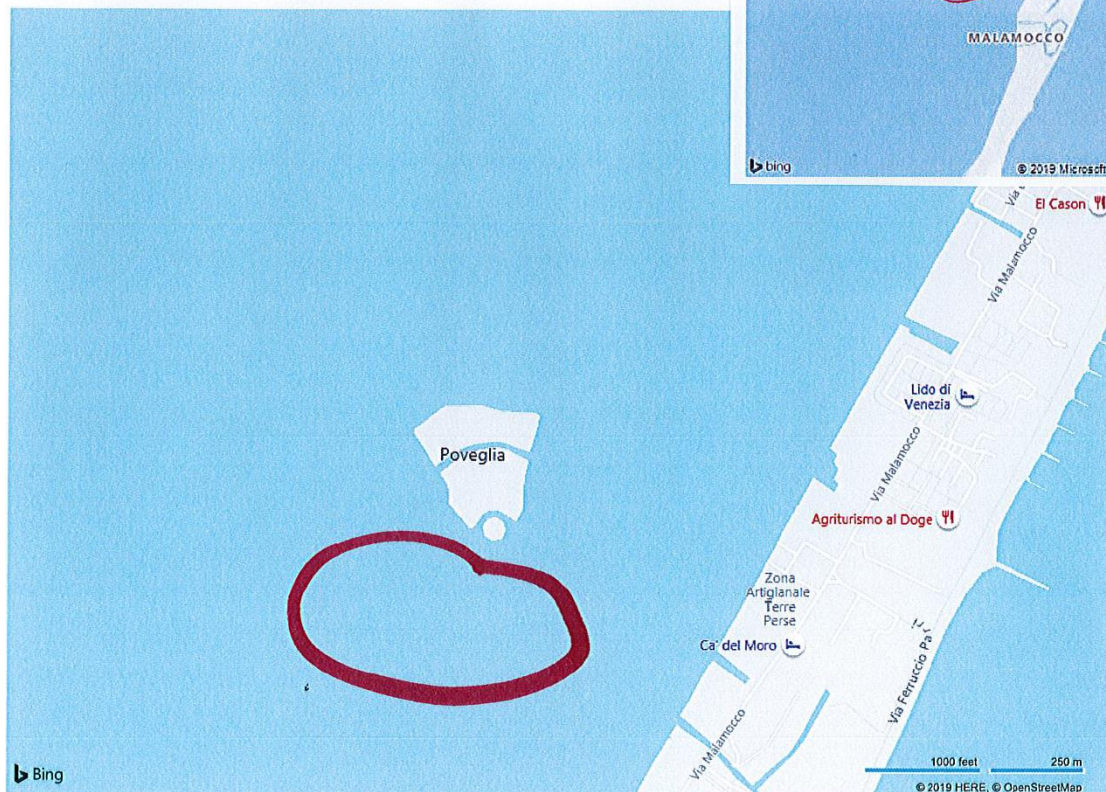 MALAMOCCO
bing
© 2019 Microsoft
El Cason
Via Malamocco
Lido di
Venezia
Poveglia
Via Malamocco
Agriturismo al Doge
Zona
Artigianale
Terre
Perse
Ca' del Moro
Via Malamocco
Via Ferruccio Pa
Bing
1000 feet
250 m
© 2019 HERE, © OpenStreetMap